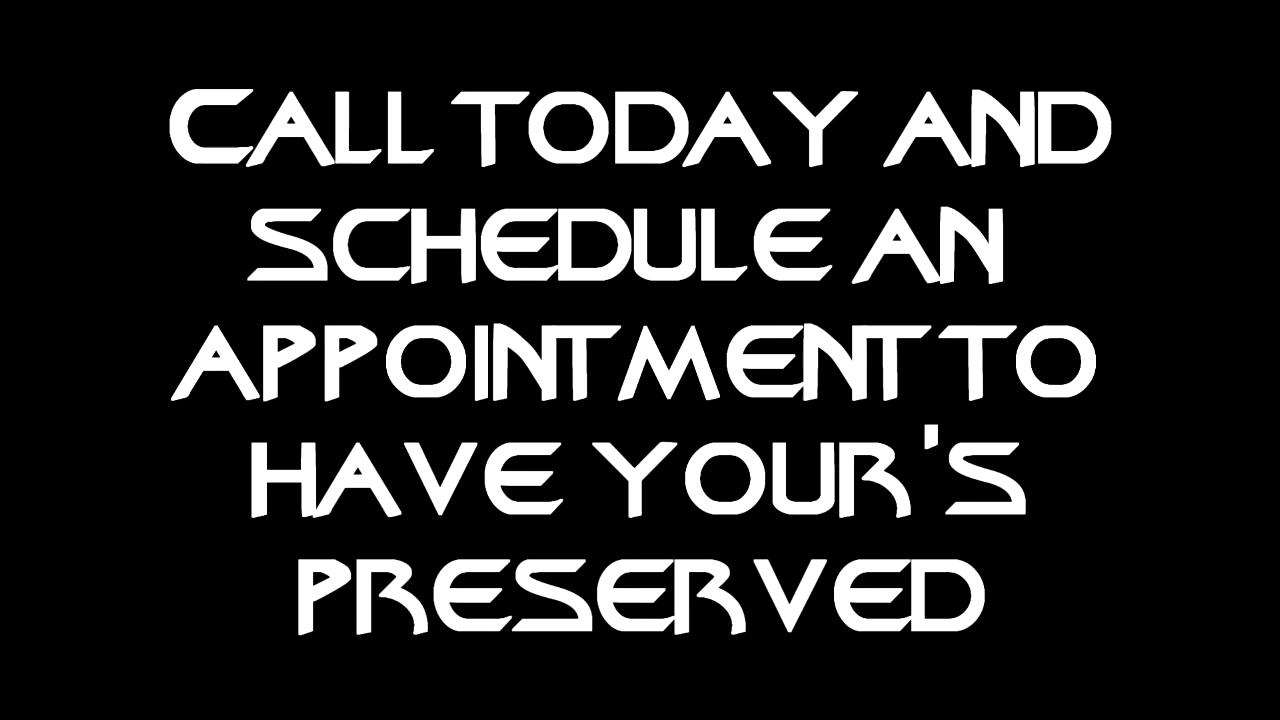 CALL TODAY AND
SCHEDULE AN
APPOINTMENT TO
HAVE YOUR'S
PRESERVED